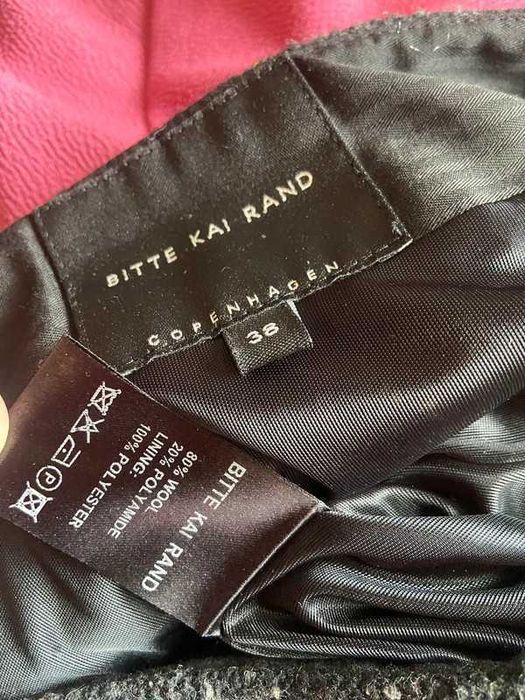 BITTE KAI RAND
COPENHAGEN
38
BITTE KAI RAND
80% WOOL
20% POLYAMIDE
LINING:
100% POLYESTER
P